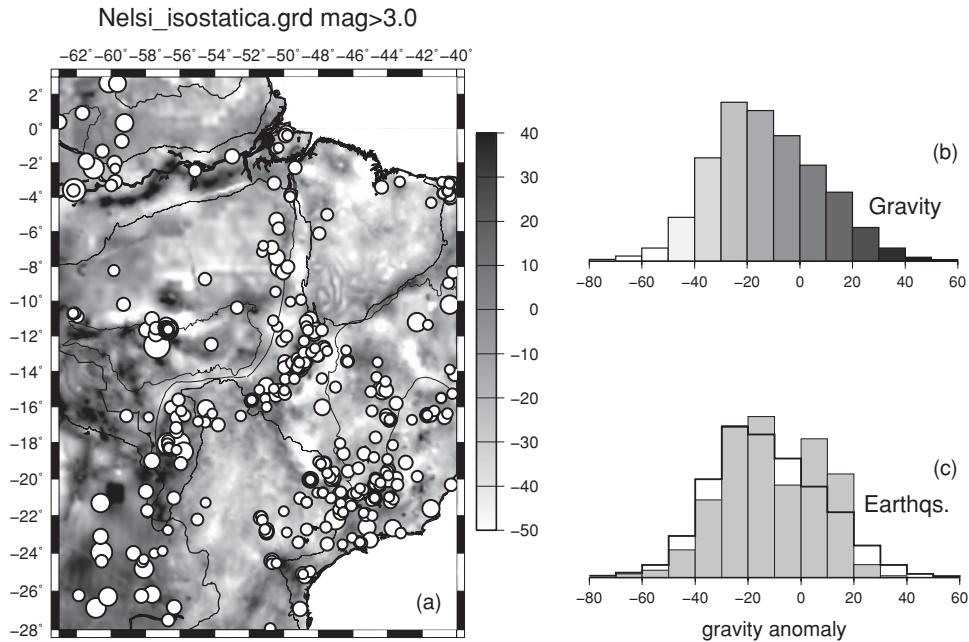 Nelsi_isostatica.grd mag>3.0
−62° −60° −58° −56° −54° −52° −50° −48° −46° −44° −42° −40°
2°
0°
−2°
−4°
−6°
−8°
−10°
−12°
−14°
−16°
−18°
−20°
−22°
−24°
−26°
−28°
(a)
40
30
20
10
0
−10
−20
−30
−40
−50
(b)
Gravity
−80 −60 −40 −20 0 20 40 60
(c)
Earthqs.
−80 −60 −40 −20 0 20 40 60
gravity anomaly